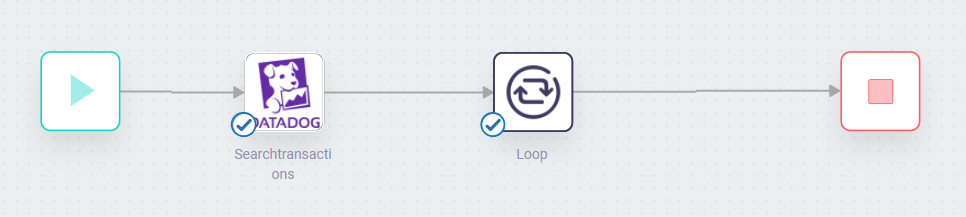 DATADOG
Searchtransacti
ons
Loop